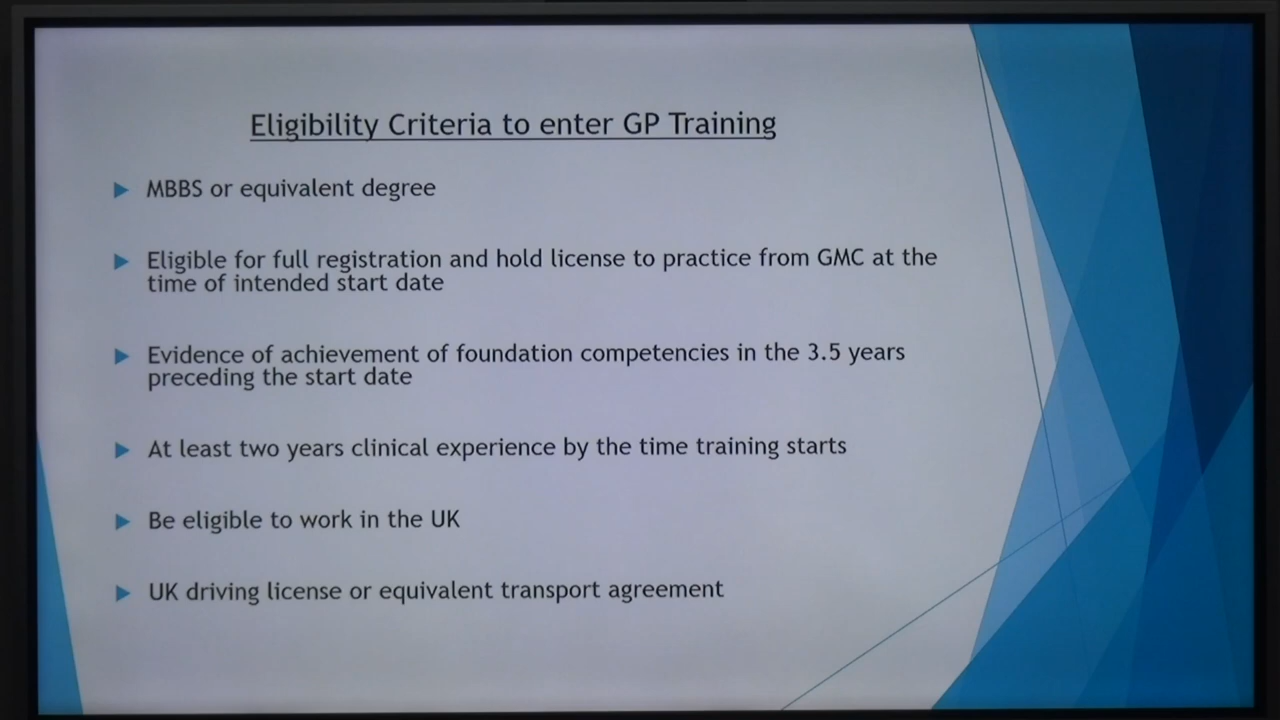 Eligibility Criteria to enter GP Training
MBBS or equivalent degree
Eligible for full registration and hold license to practice from GMC at the
time of intended start date
Evidence of achievement of foundation competencies in the 3.5 years
preceding the start date
At least two years clinical experience by the time training starts
Be eligible to work in the UK
UK driving license or equivalent transport agreement